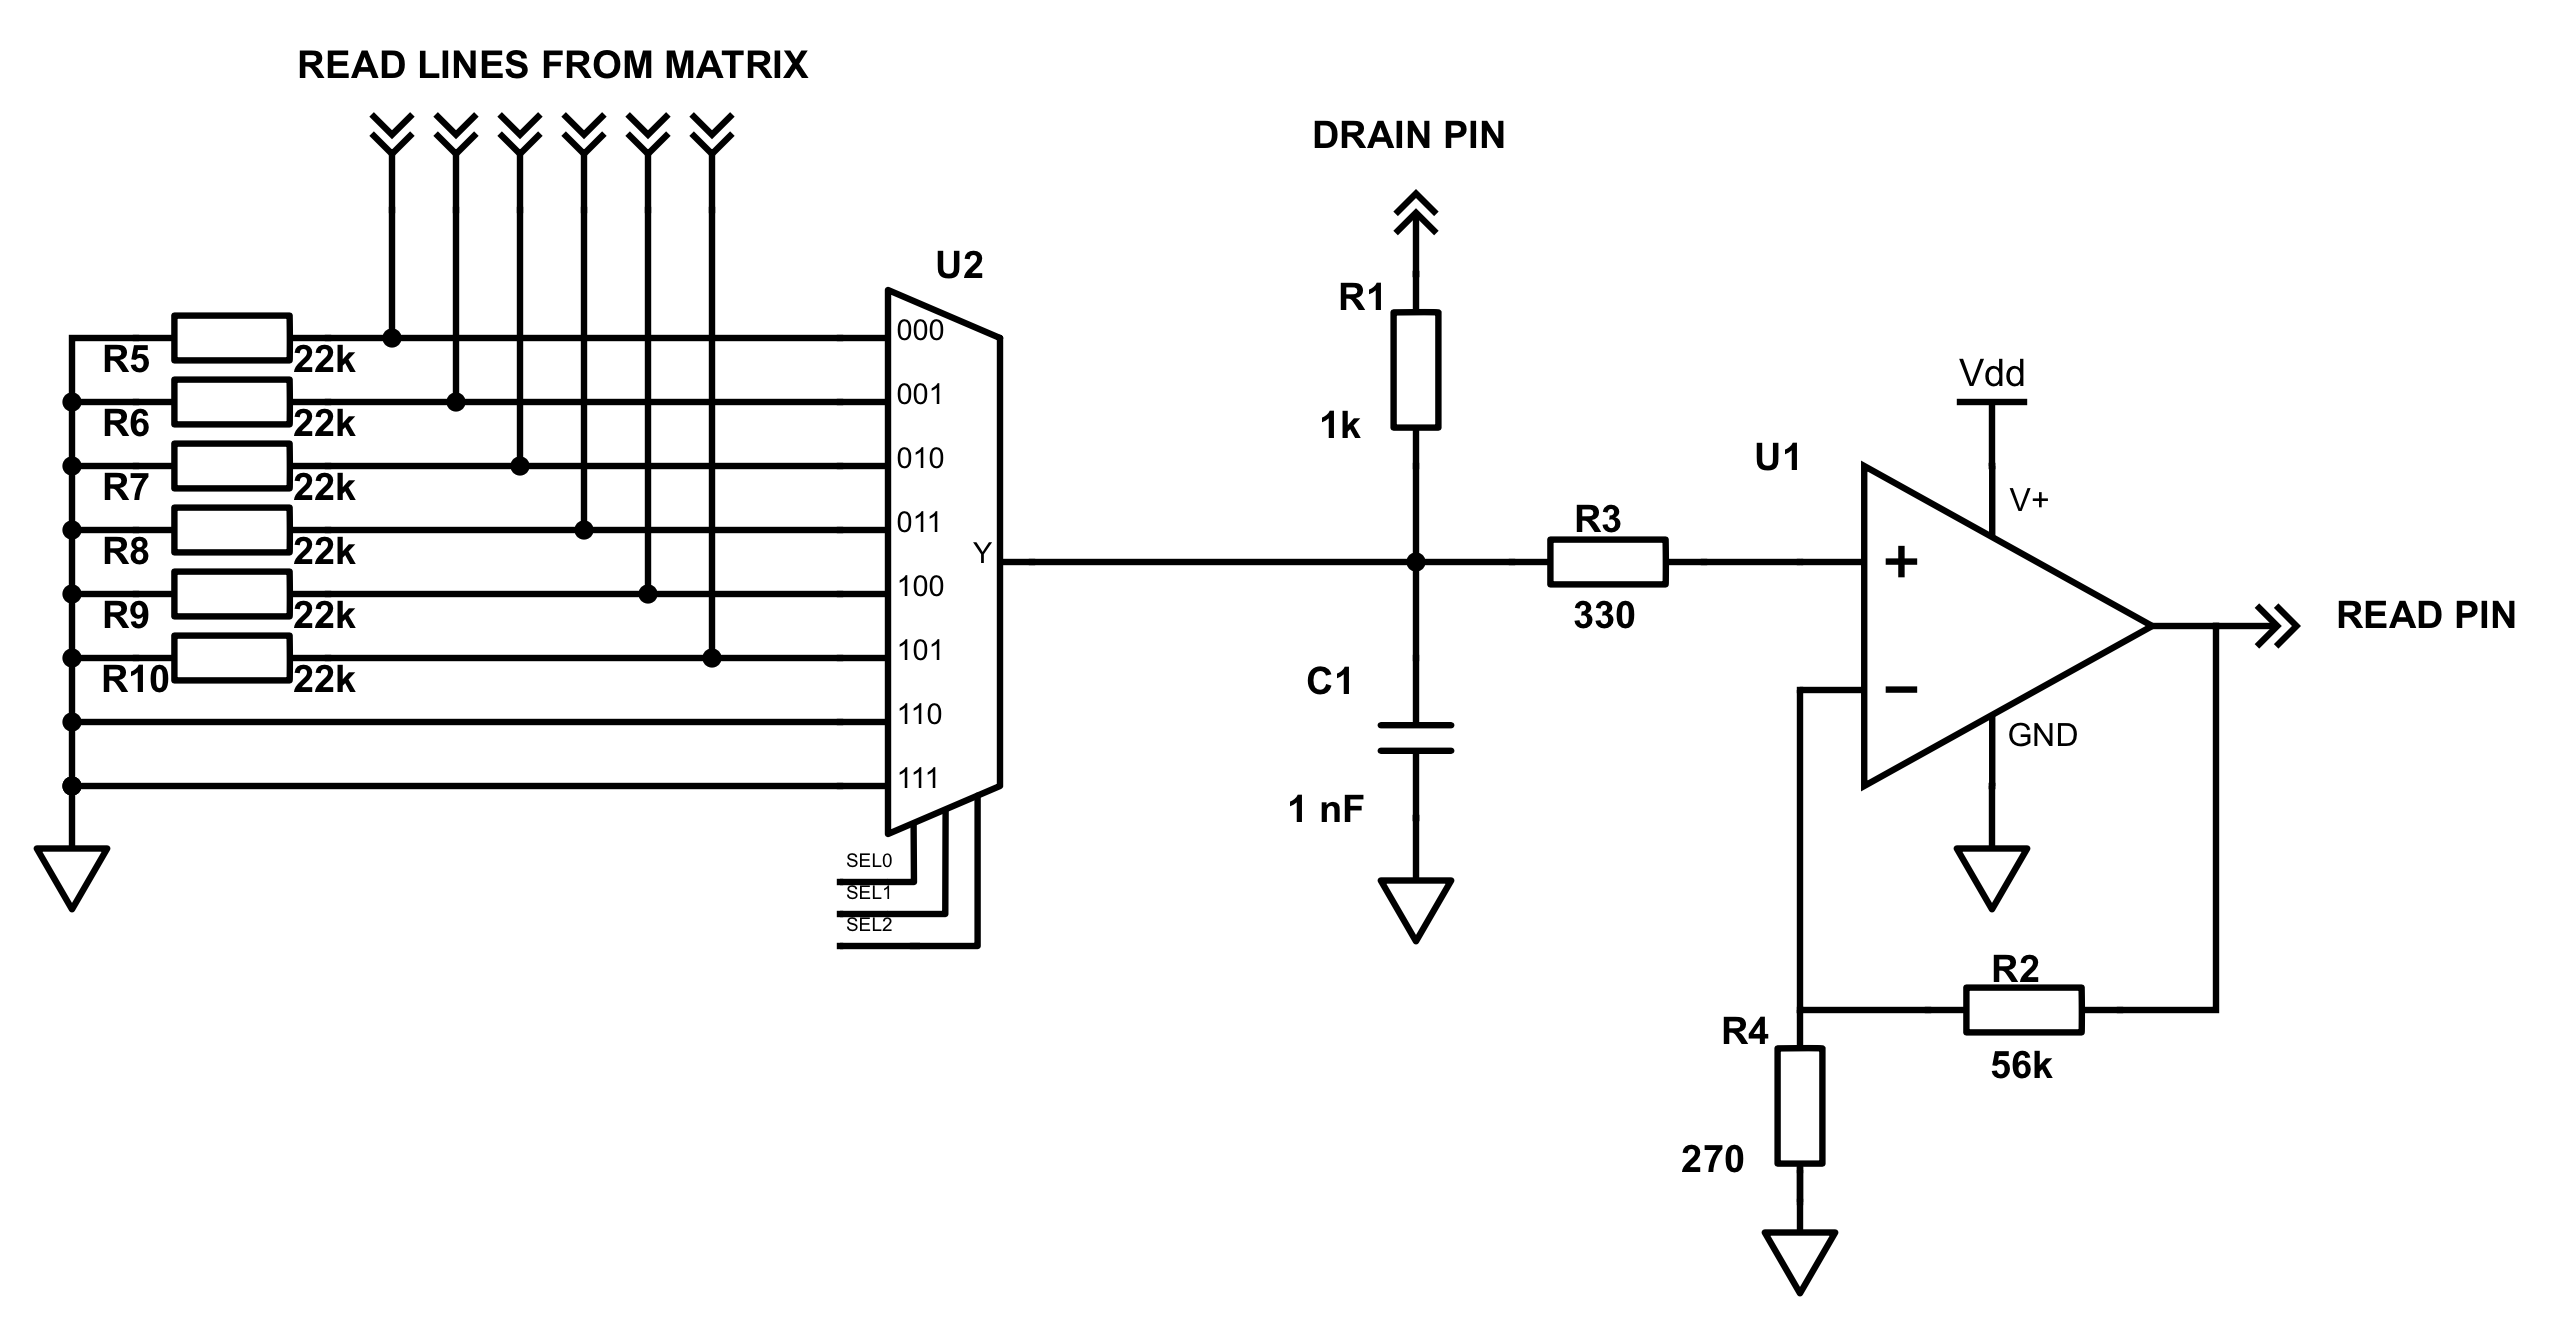 READ LINES FROM MATRIX
DRAIN PIN
U2
R1
1k
R5 22k
R6 22k
R7 22k
R8 22k
R9 22k
R10 22k
000
001
010
011
100
101
110
111
Y
SEL0
SEL1
SEL2
C1
1 nF
R3
330
U1
Vdd
V+
+
−
GND
READ PIN
R2
56k
R4
270